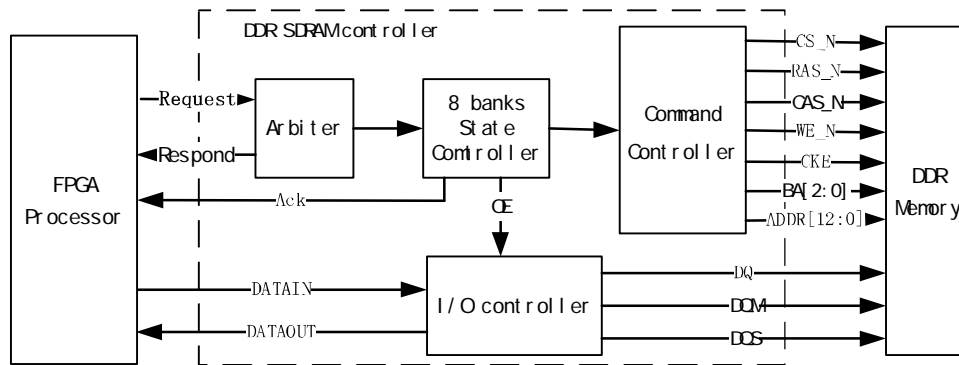 DDR SDRAM controller
FPGA
Processor
Request
Respond
Ack
DATAIN
DATAOUT
Arbiter
8 banks
State
Controller
OE
I/O controller
Command
Controller
CS_N
RAS_N
CAS_N
WE_N
CKE
BA[2:0]
ADDR[12:0]
DQ
DQM
DQS
DDR
Memory